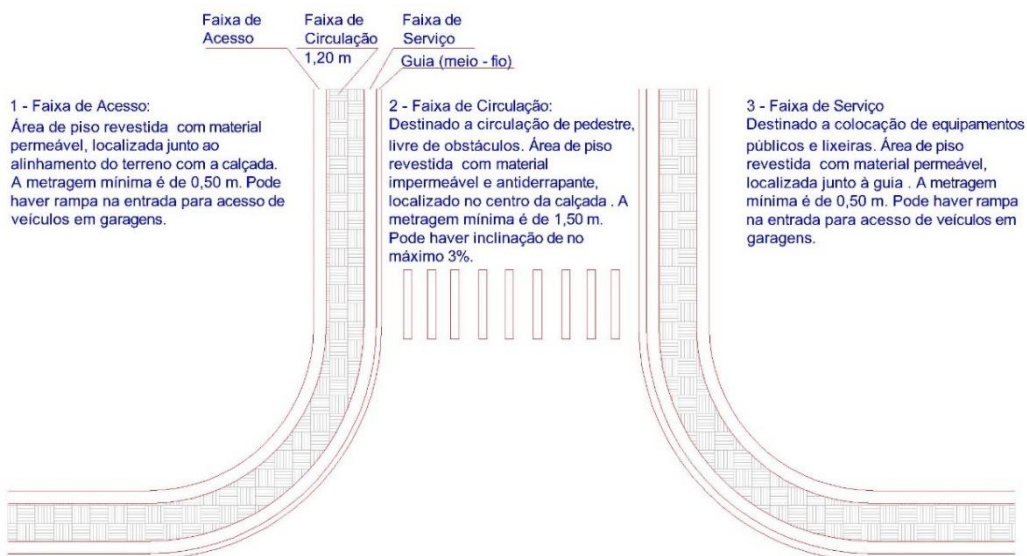 Faixa de
Acesso
Faixa de
Circulação
1,20 m
Faixa de
Serviço
Guia (meio - fio)
1 - Faixa de Acesso:
Área de piso revestida com material
permeável, localizada junto ao
alinhamento do terreno com a calçada.
A metragem mínima é de 0,50 m. Pode
haver rampa na entrada para acesso de
veículos em garagens.
2 - Faixa de Circulação:
Destinado a circulação de pedestre,
livre de obstáculos. Área de piso
revestida com material
impermeável e antiderrapante,
localizado no centro da calçada . A
metragem mínima é de 1,50 m.
Pode haver inclinação de no
máximo 3%.
3 - Faixa de Serviço
Destinado a colocação de equipamentos
públicos e lixeiras. Área de piso
revestida com material permeável,
localizada junto à guia . A metragem
mínima é de 0,50 m. Pode haver rampa
na entrada para acesso de veículos em
garagens.